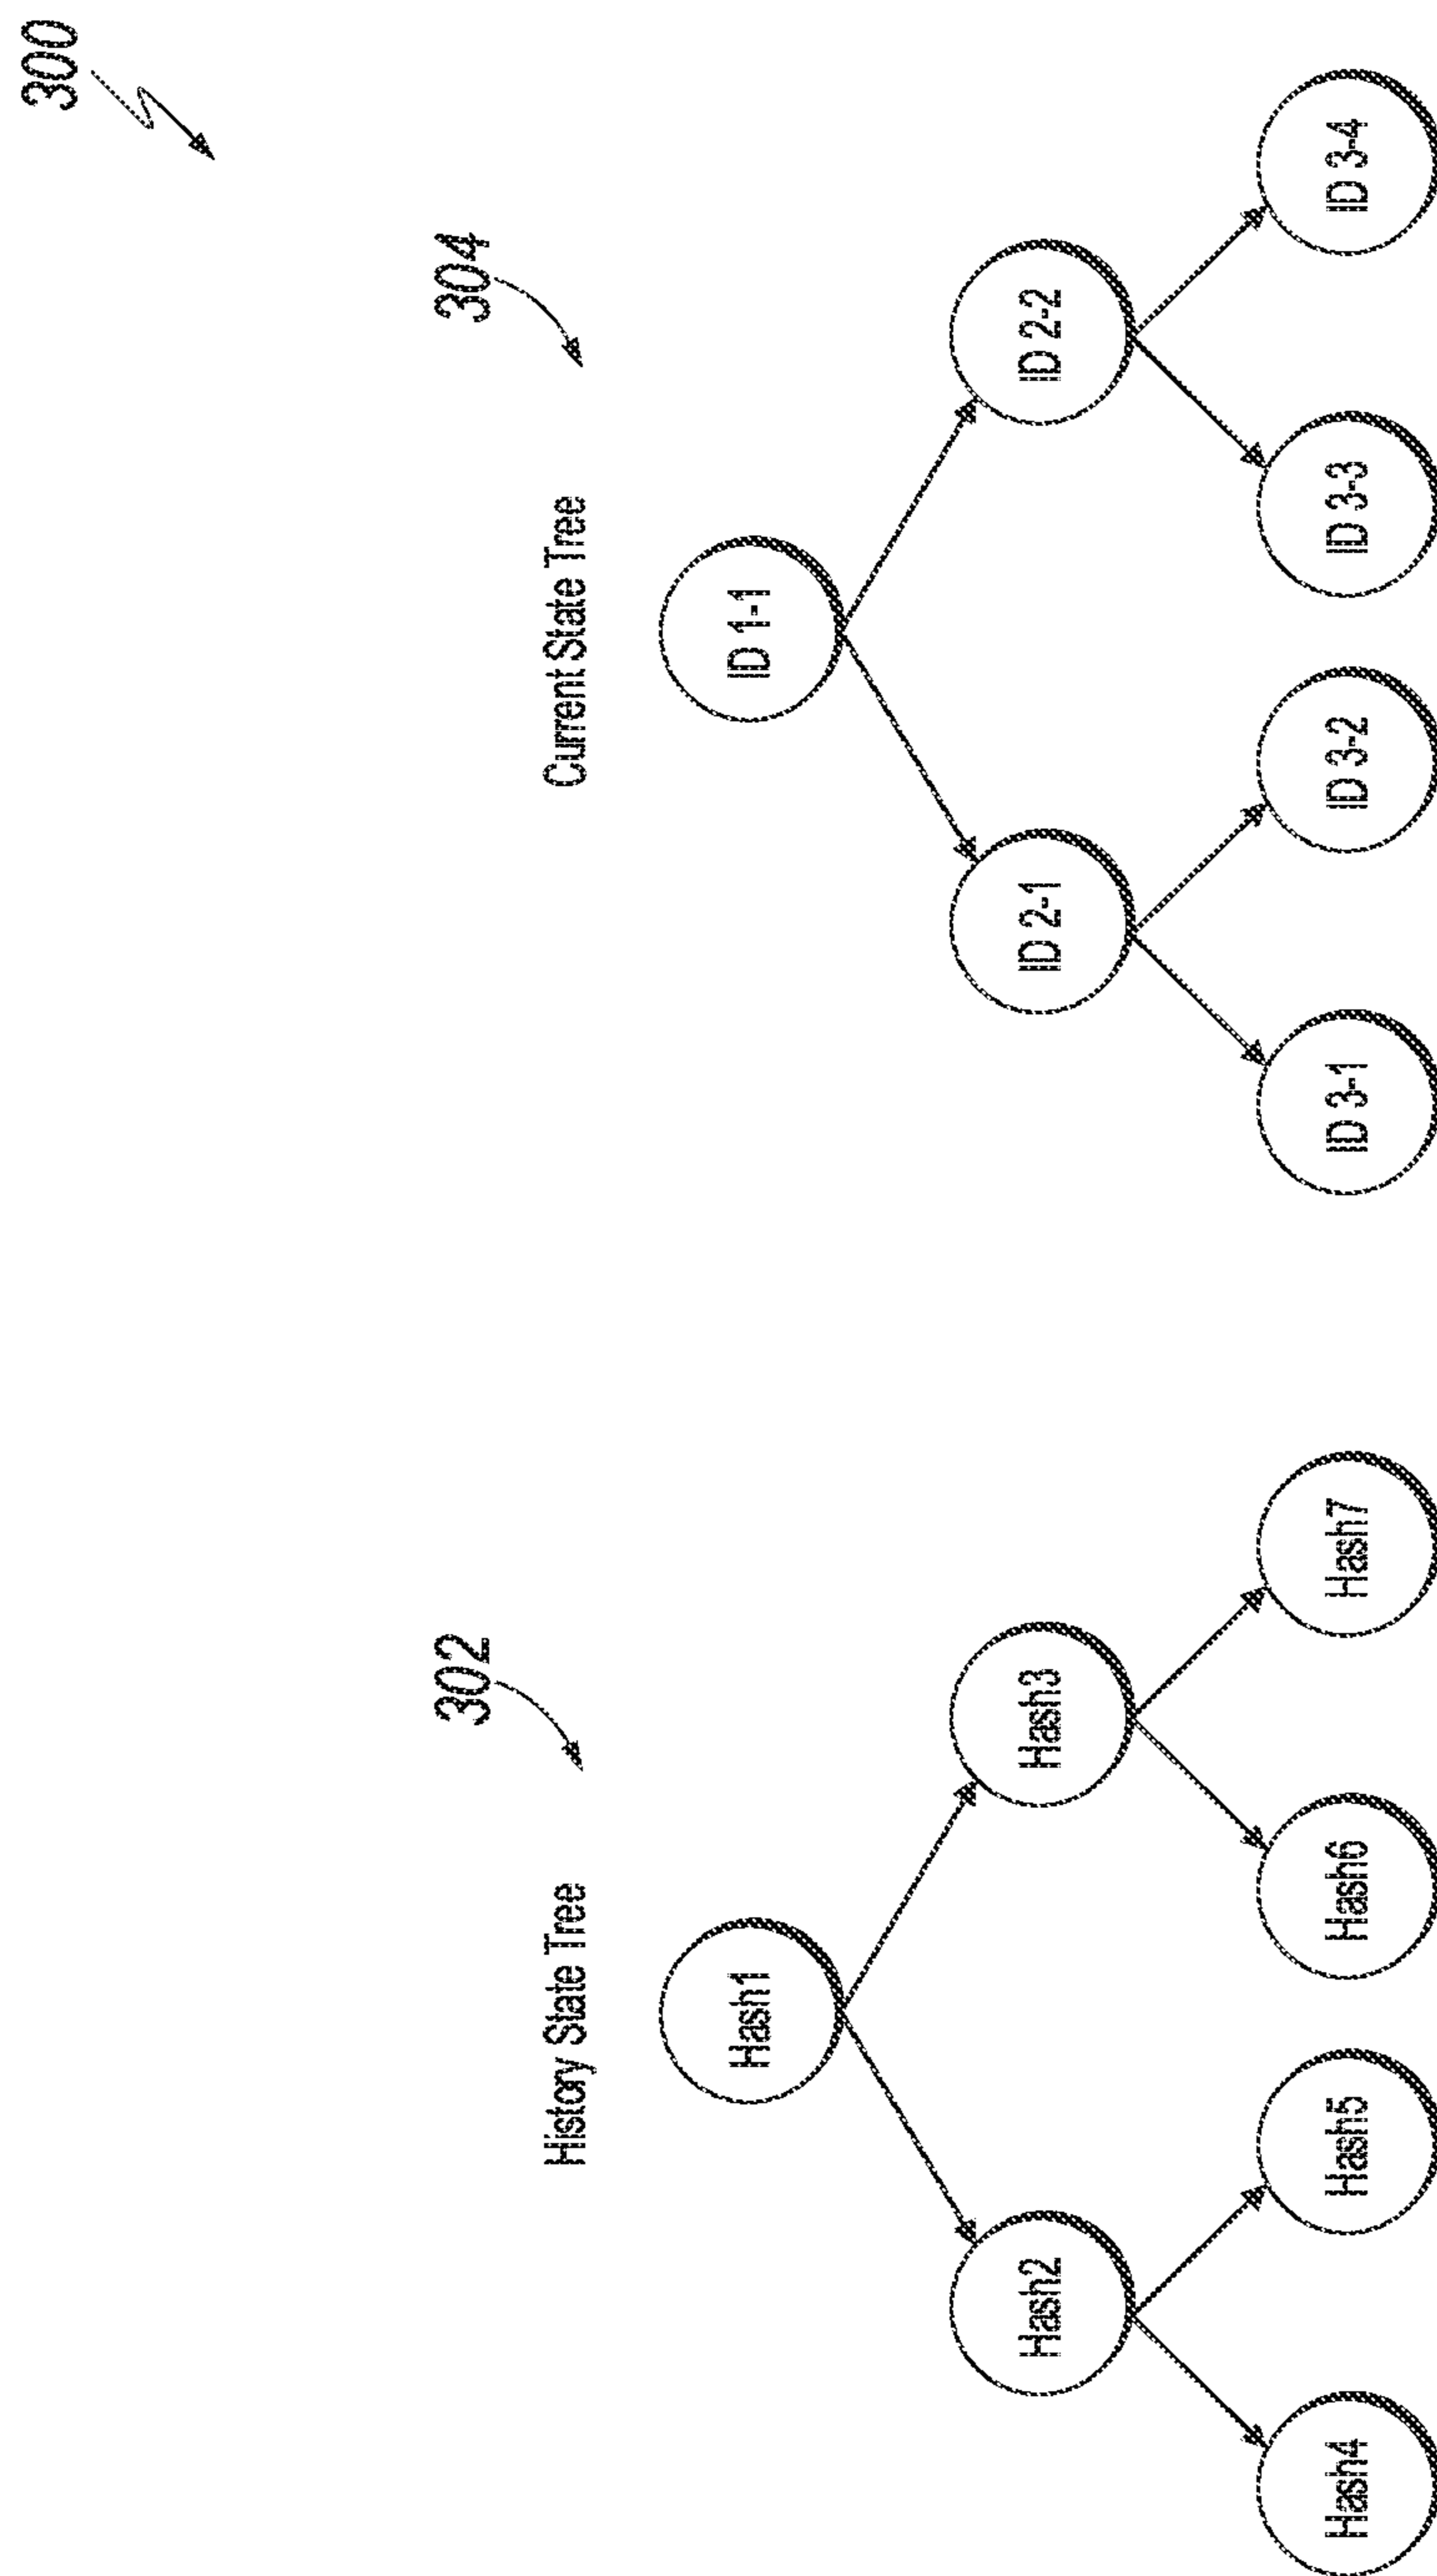 300
302
304
History State Tree
Current State Tree
Hash1
ID 1-1
Hash2
Hash3
ID 2-1
ID 2-2
Hash4
Hash5
Hash6
Hash7
ID 3-1
ID 3-2
ID 3-3
ID 3-4